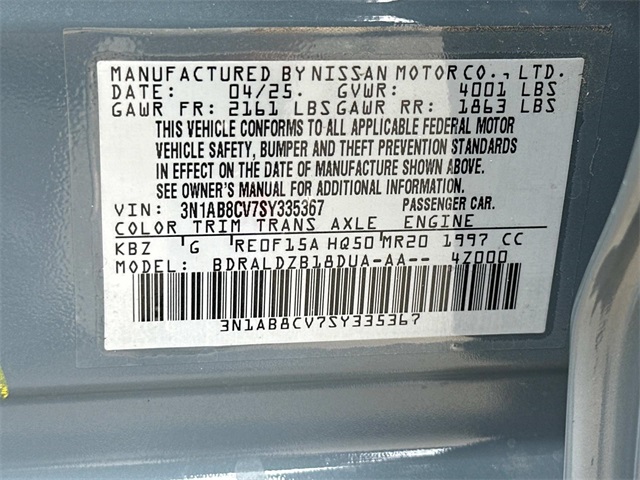 MANUFACTURED BY NISSAN MOTOR CO., LTD.
DATE: 04/25. GVWR: 4001 LBS
GAWR FR: 2161 LBS GAWR RR: 1863 LBS
THIS VEHICLE CONFORMS TO ALL APPLICABLE FEDERAL MOTOR
VEHICLE SAFETY, BUMPER AND THEFT PREVENTION STANDARDS
IN EFFECT ON THE DATE OF MANUFACTURE SHOWN ABOVE.
SEE OWNER'S MANUAL FOR ADDITIONAL INFORMATION.
VIN: 3N1AB8CV7SY335367 PASSENGER CAR.
COLOR TRIM TRANS AXLE ENGINE
KBZ G RE0F15A HQ50 MR20 1997 CC
MODEL: BDRALDZB18DUA-AA-- 4Z000
3N1AB8CV7SY335367